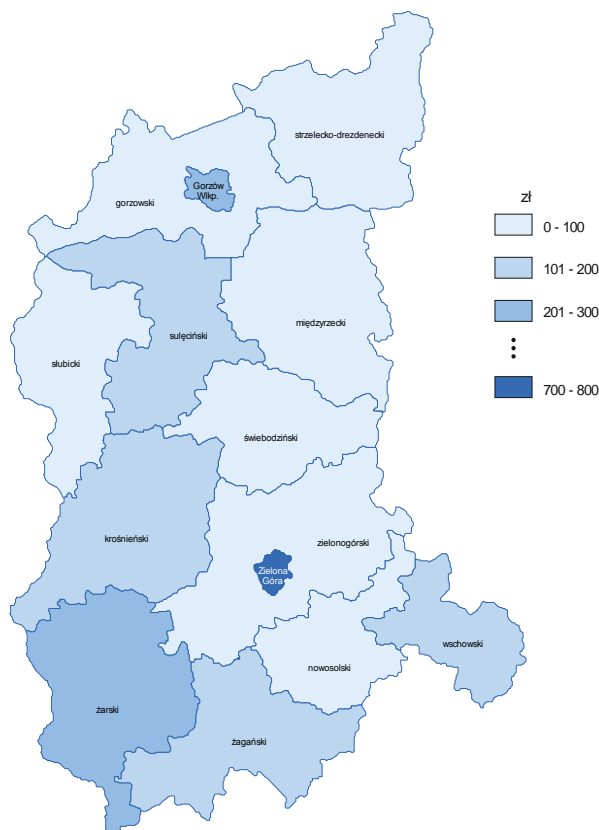 strzelecko-drezdenecki
Gorzów
Wlkp.
gorzowski
zł
0 - 100
101 - 200
201 - 300
700 - 800
międzyrzecki
sulęciński
słubicki
świebodziński
krośnieński
zielonogórski
Zielona
Góra
wschowski
nowosolski
żarski
żagański